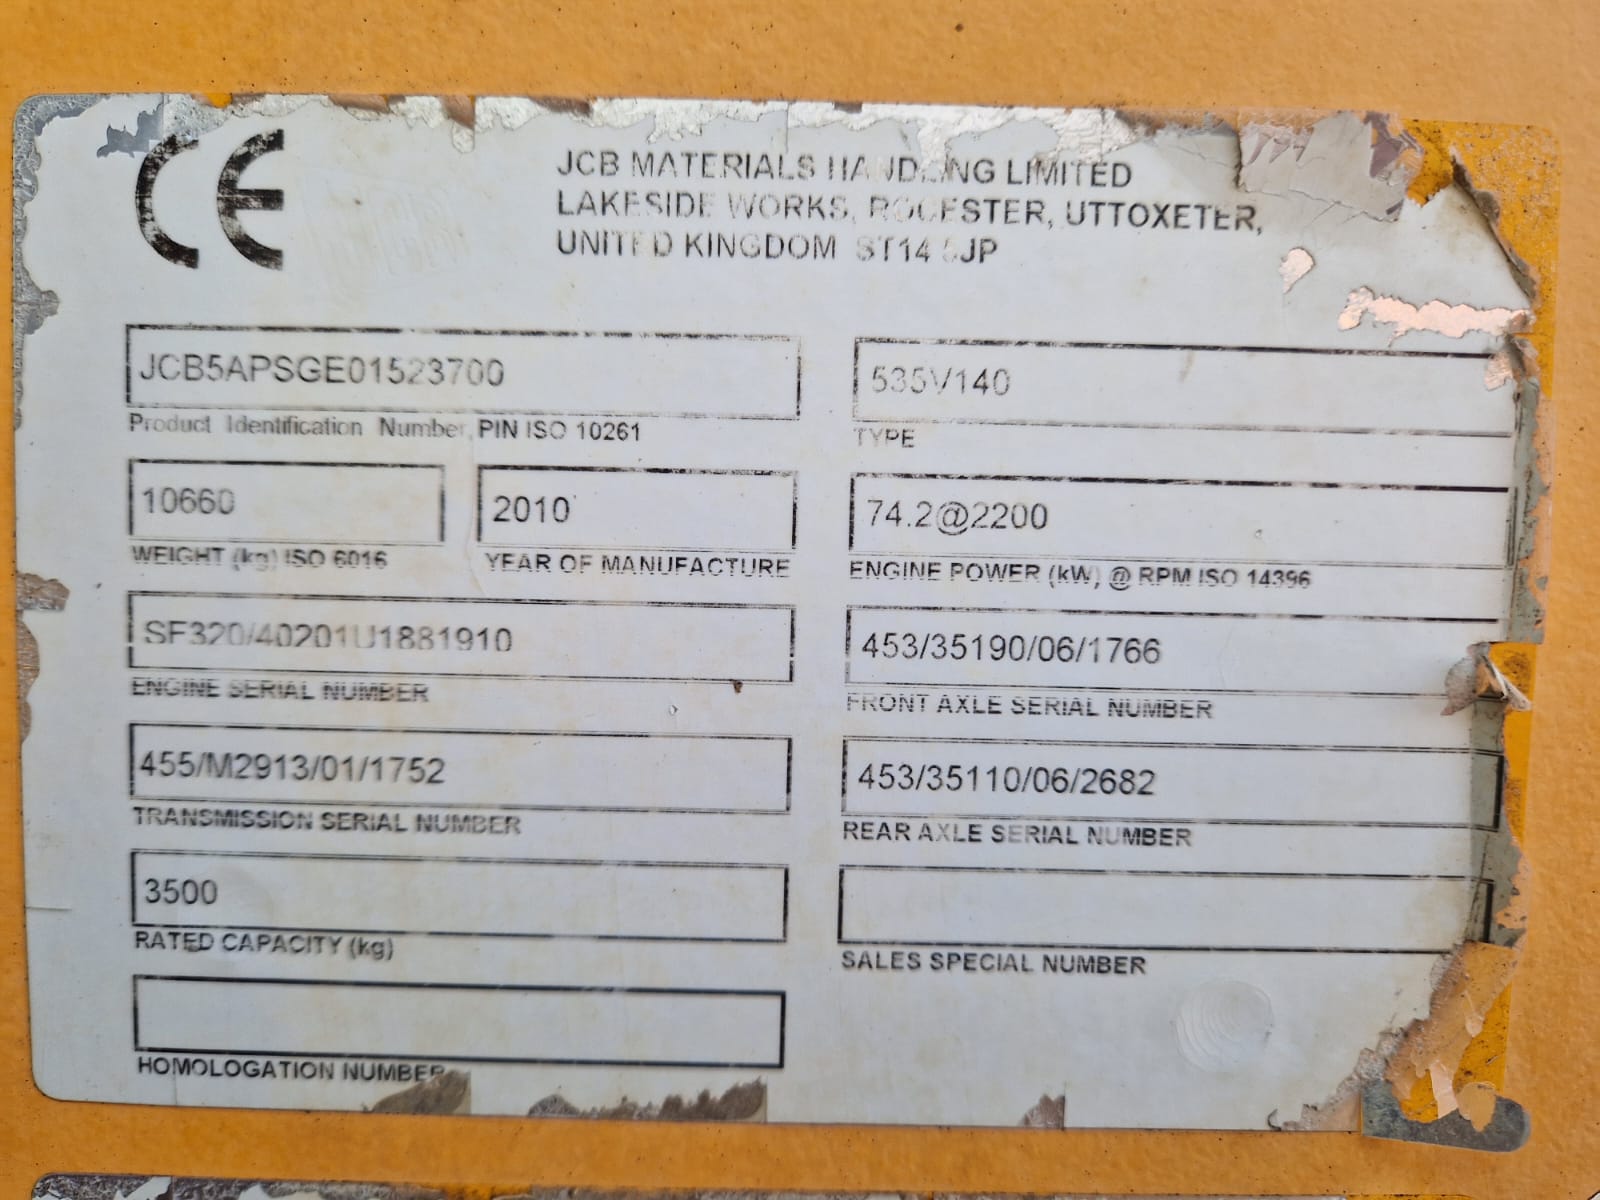 CE
JCB MATERIALS HANDLING LIMITED
LAKESIDE WORKS, ROCESTER, UTTOXETER,
UNITED KINGDOM ST14 5JP
JCB5APSGE01523700
Product Identification Number, PIN ISO 10261
535V140
TYPE
10660
WEIGHT (kg) ISO 6016
2010
YEAR OF MANUFACTURE
74.2@2200
ENGINE POWER (kW) @ RPM ISO 14396
SF320/40201U1881910
ENGINE SERIAL NUMBER
453/35190/06/1766
FRONT AXLE SERIAL NUMBER
455/M2913/01/1752
TRANSMISSION SERIAL NUMBER
453/35110/06/2682
REAR AXLE SERIAL NUMBER
3500
RATED CAPACITY (kg)
SALES SPECIAL NUMBER
HOMOLOGATION NUMBER